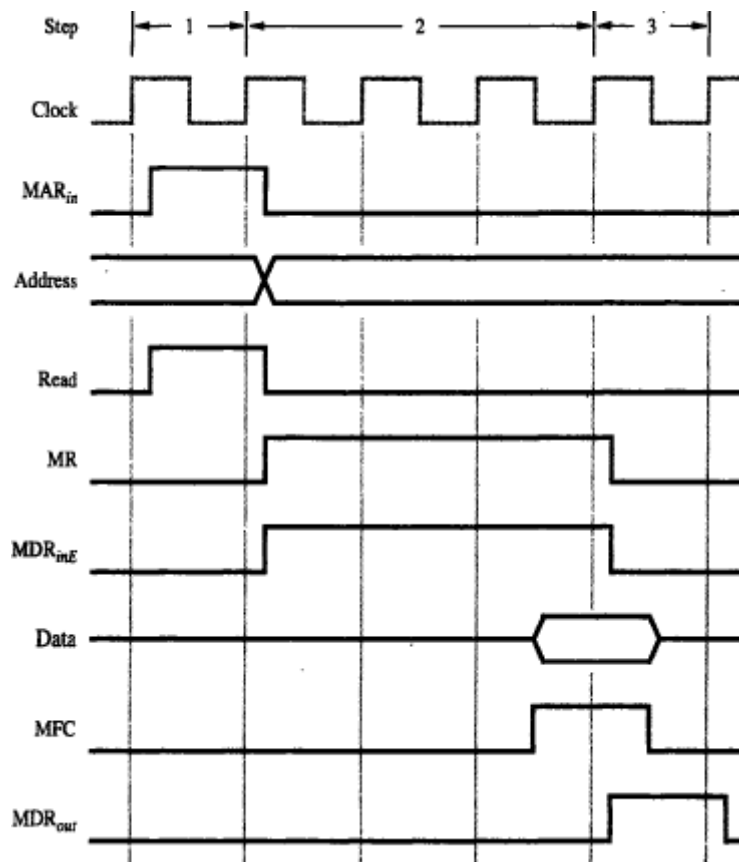 Step 1 2 3
Clock
MARin
Address
Read
MR
MDRinE
Data
MFC
MDRout